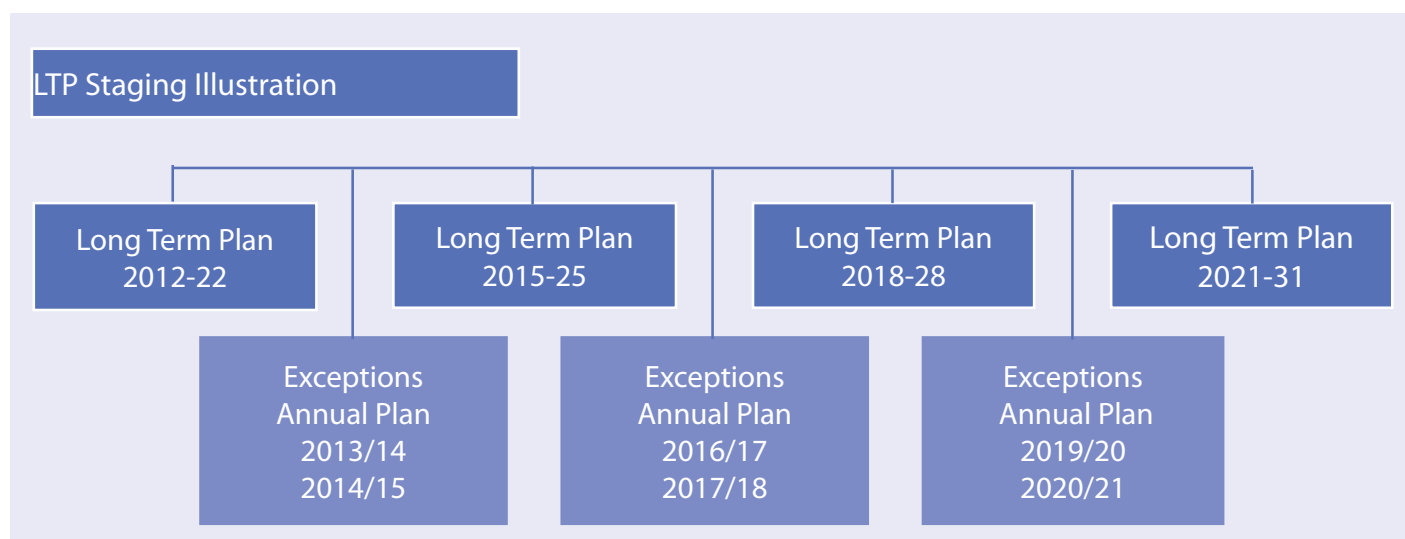 LTP Staging Illustration
Long Term Plan
2012-22
Long Term Plan
2015-25
Long Term Plan
2018-28
Long Term Plan
2021-31
Exceptions
Annual Plan
2013/14
2014/15
Exceptions
Annual Plan
2016/17
2017/18
Exceptions
Annual Plan
2019/20
2020/21